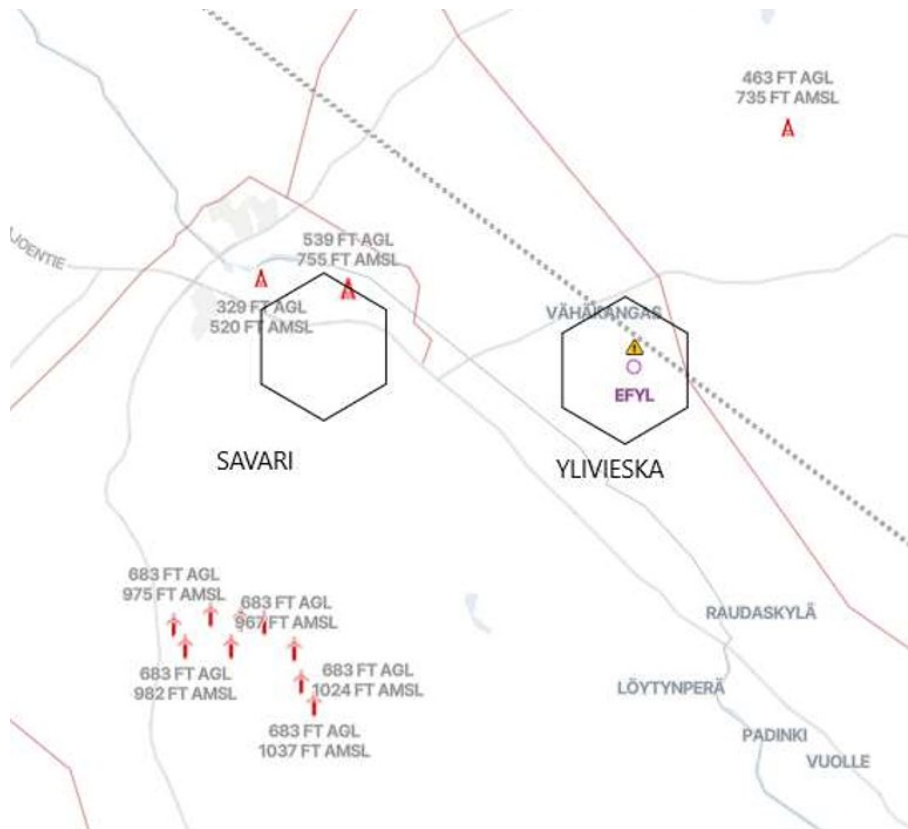 463 FT AGL
735 FT AMSL
JOENTIE
539 FT AGL
755 FT AMSL
329 FT AGL
520 FT AMSL
VÄHÄKANGAS
EFYL
SAVARI
YLIVIESKA
683 FT AGL
975 FT AMSL
683 FT AGL
967 FT AMSL
RAUDASKYLÄ
683 FT AGL
982 FT AMSL
683 FT AGL
1024 FT AMSL
LÖYTYNPERÄ
683 FT AGL
1037 FT AMSL
PADINKI
VUOLLE